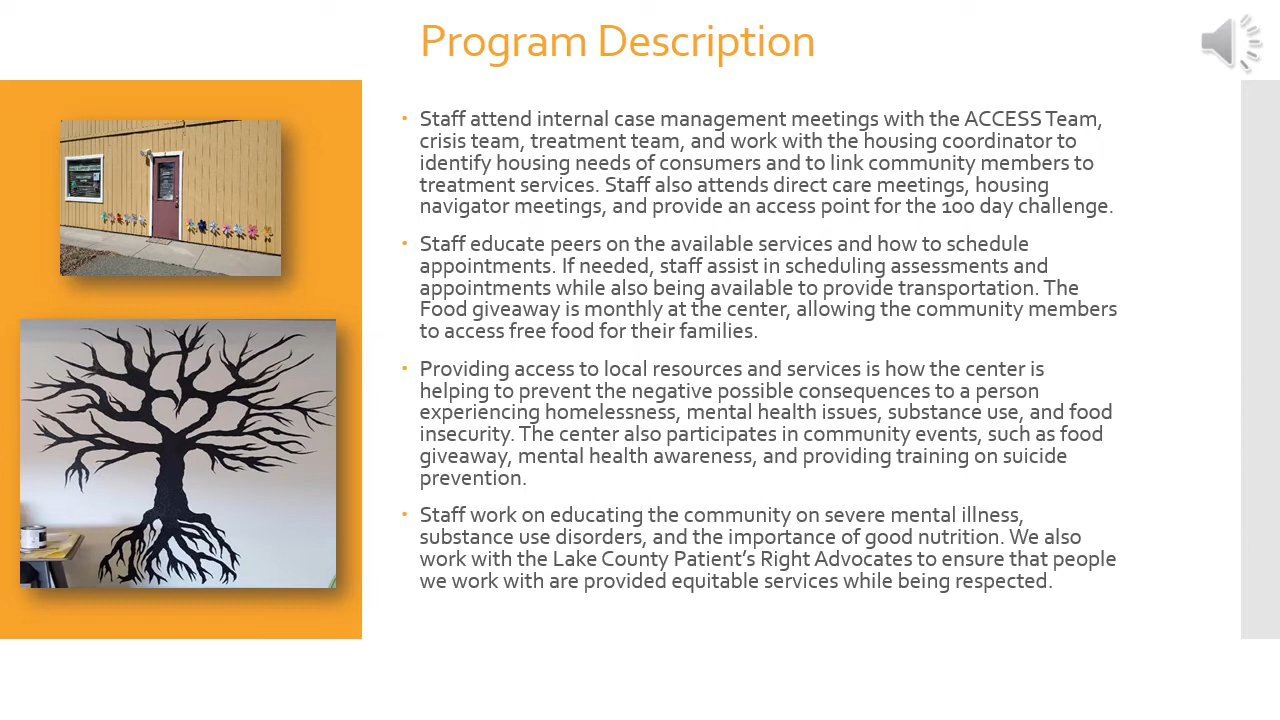 Program Description
• Staff attend internal case management meetings with the ACCESS Team,
crisis team, treatment team, and work with the housing coordinator to
identify housing needs of consumers and to link community members to
treatment services. Staff also attends direct care meetings, housing
navigator meetings, and provide an access point for the 100 day challenge.
• Staff educate peers on the available services and how to schedule
appointments. If needed, staff assist in scheduling assessments and
appointments while also being available to provide transportation. The
Food giveaway is monthly at the center, allowing the community members
to access free food for their families.
• Providing access to local resources and services is how the center is
helping to prevent the negative possible consequences to a person
experiencing homelessness, mental health issues, substance use, and food
insecurity. The center also participates in community events, such as food
giveaway, mental health awareness, and providing training on suicide
prevention.
• Staff work on educating the community on severe mental illness,
substance use disorders, and the importance of good nutrition. We also
work with the Lake County Patient’s Right Advocates to ensure that people
we work with are provided equitable services while being respected.